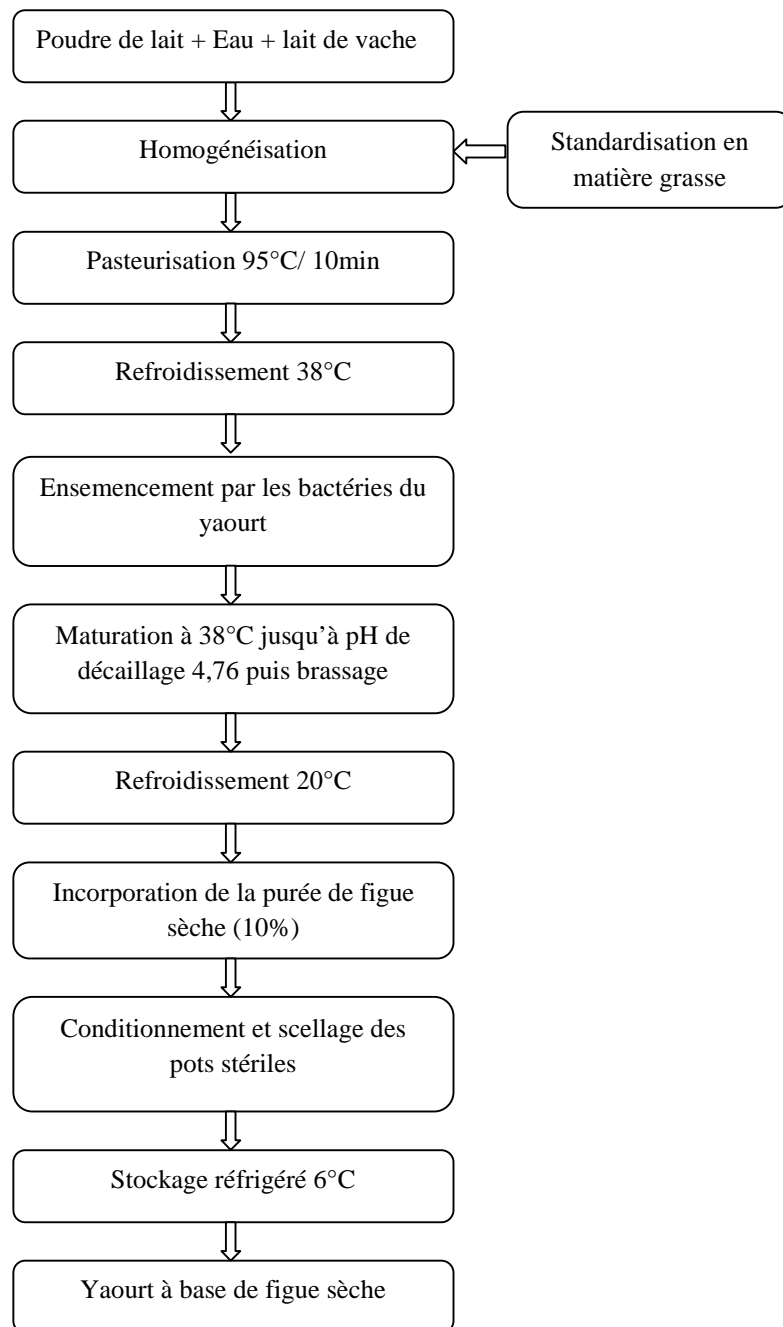 Poudre de lait + Eau + lait de vache
Homogénéisation
Standardisation en
matière grasse
Pasteurisation 95°C/ 10min
Refroidissement 38°C
Ensemencement par les bactéries du
yaourt
Maturation à 38°C jusqu’à pH de
décaillage 4,76 puis brassage
Refroidissement 20°C
Incorporation de la purée de figue
sèche (10%)
Conditionnement et scellage des
pots stériles
Stockage réfrigéré 6°C
Yaourt à base de figue sèche